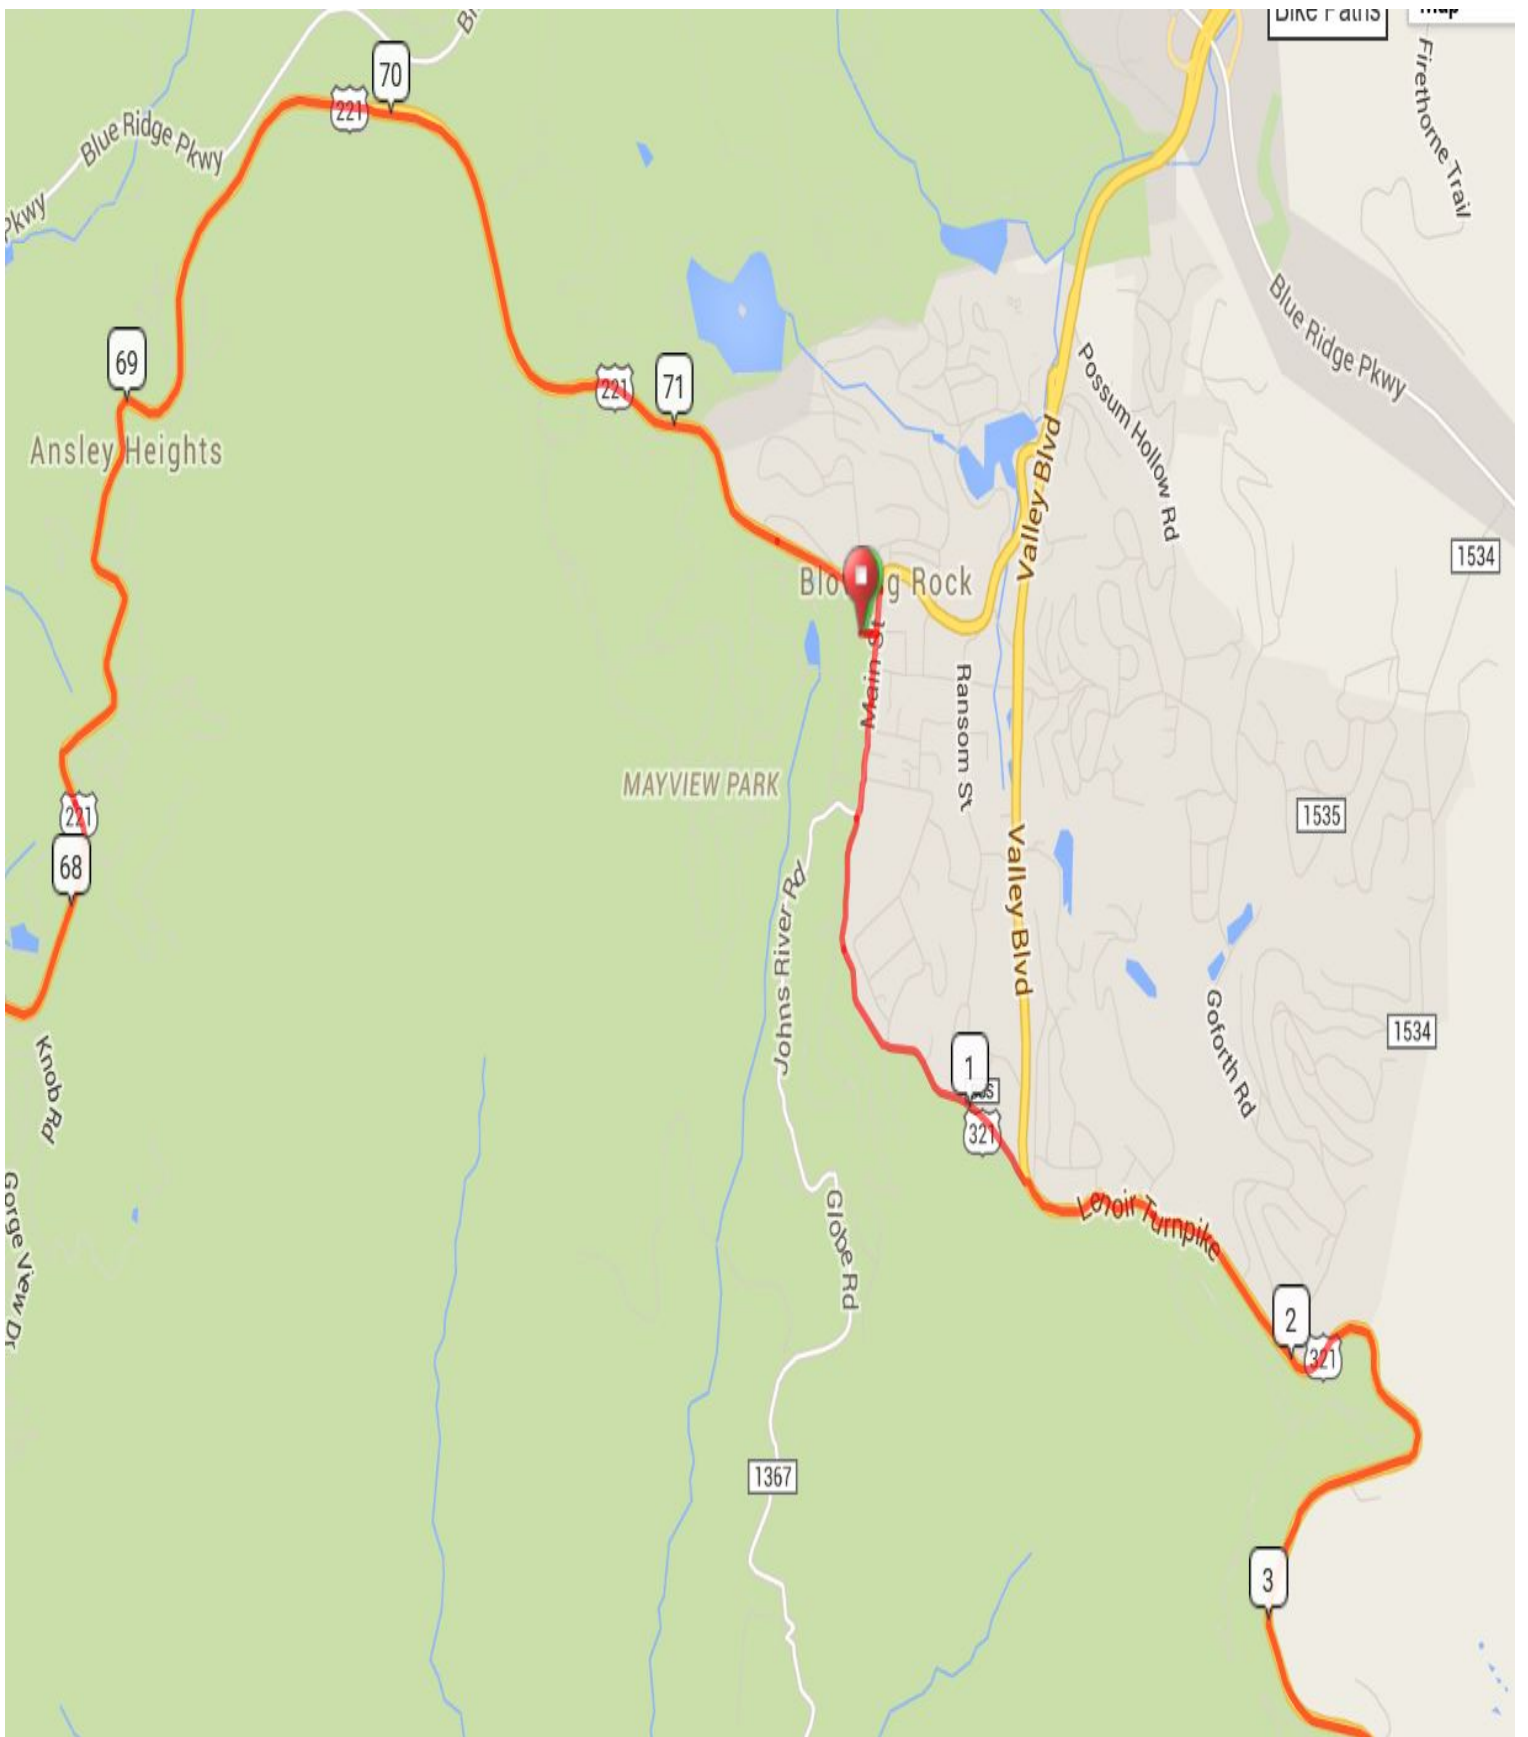 Bike Paths
70
221
Blue Ridge Pkwy
Pkwy
Firethorne Trail
Blue Ridge Pkwy
69
221
71
Ansley Heights
Possum Hollow Rd
Valley Blvd
1534
Rock
Main St
Ransom St
MAYVIEW PARK
221
1535
68
Valley Blvd
Johns River Rd
Goforth Rd
1534
Knob Rd
1
321
Gorge View Dr
Globe Rd
Lenoir Turnpike
2
321
1367
3